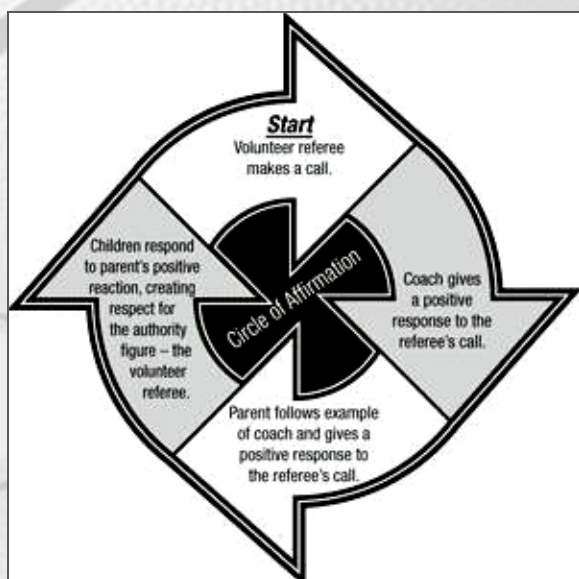 Start
Volunteer referee
makes a call.
Coach gives
a positive
response to the
referee's call.
Parent follows example
of coach and gives a
positive response to
the referee's call.
Children respond
to parent's positive
reaction, creating
respect for
the authority
figure – the
volunteer
referee.
Circle of Affirmation